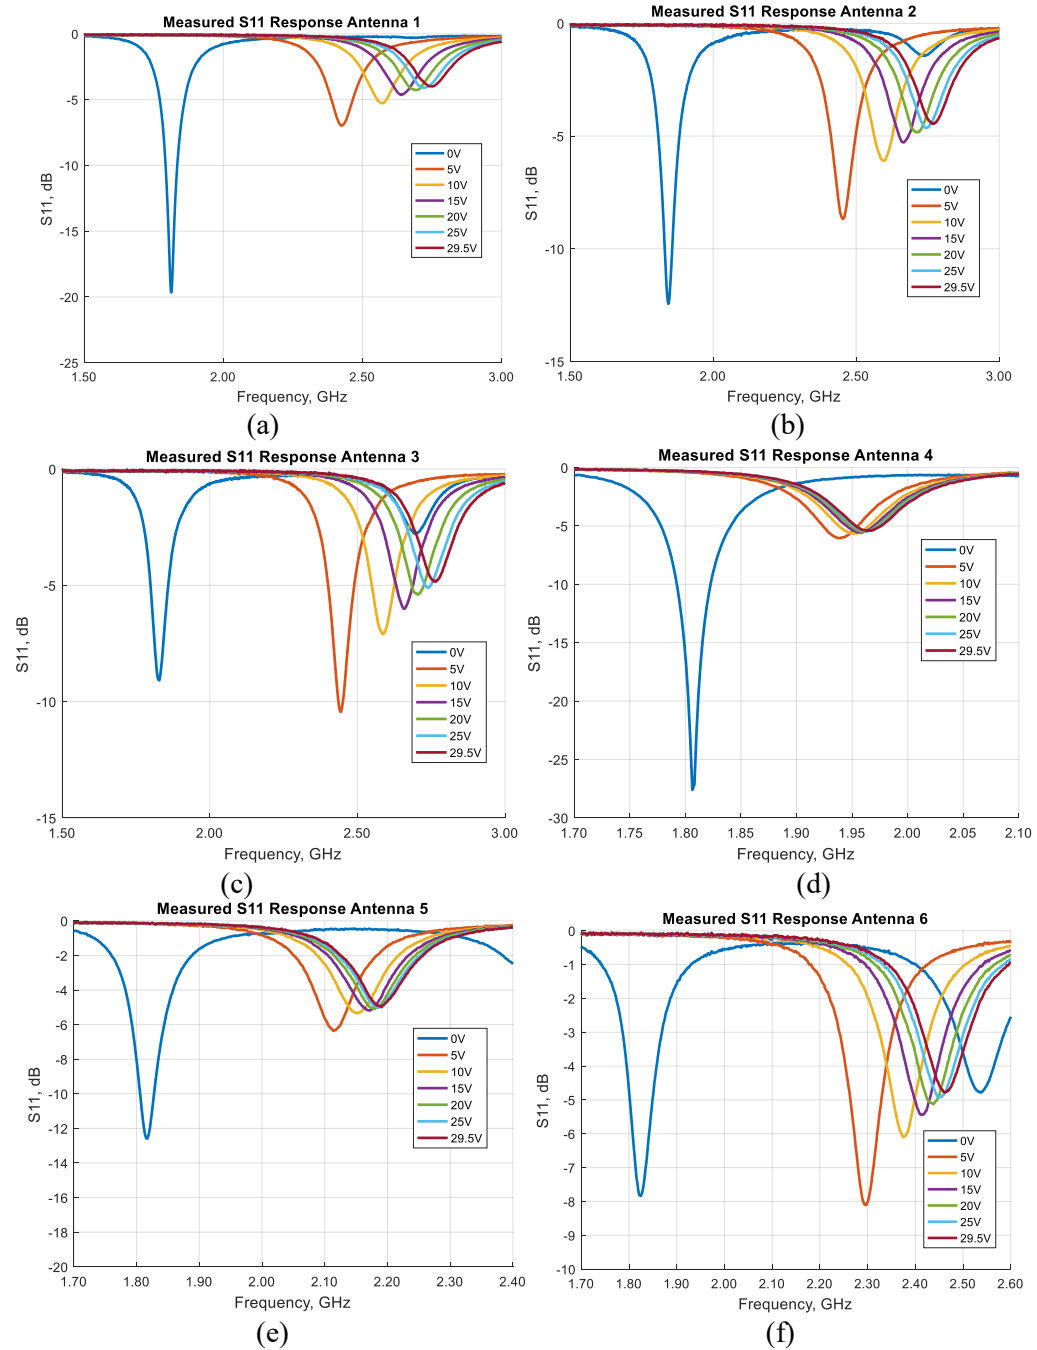 Measured S11 Response Antenna 1
0
-5
-10
-15
-20
-25
S11, dB
0V
5V
10V
15V
20V
25V
29.5V
1.50
2.00
2.50
3.00
Frequency, GHz
(a)
Measured S11 Response Antenna 2
0
-5
-10
-15
S11, dB
0V
5V
10V
15V
20V
25V
29.5V
1.50
2.00
2.50
3.00
Frequency, GHz
(b)
Measured S11 Response Antenna 3
0
-5
-10
-15
S11, dB
0V
5V
10V
15V
20V
25V
29.5V
1.50
2.00
2.50
3.00
Frequency, GHz
(c)
Measured S11 Response Antenna 4
0
-5
-10
-15
-20
-25
-30
S11, dB
0V
5V
10V
15V
20V
25V
29.5V
1.70
1.75
1.80
1.85
1.90
1.95
2.00
2.05
2.10
Frequency, GHz
(d)
Measured S11 Response Antenna 5
0
-2
-4
-6
-8
-10
-12
-14
-16
-18
-20
S11, dB
0V
5V
10V
15V
20V
25V
29.5V
1.70
1.80
1.90
2.00
2.10
2.20
2.30
2.40
Frequency, GHz
(e)
Measured S11 Response Antenna 6
0
-1
-2
-3
-4
-5
-6
-7
-8
-9
-10
S11, dB
0V
5V
10V
15V
20V
25V
29.5V
1.70
1.80
1.90
2.00
2.10
2.20
2.30
2.40
2.50
2.60
Frequency, GHz
(f)